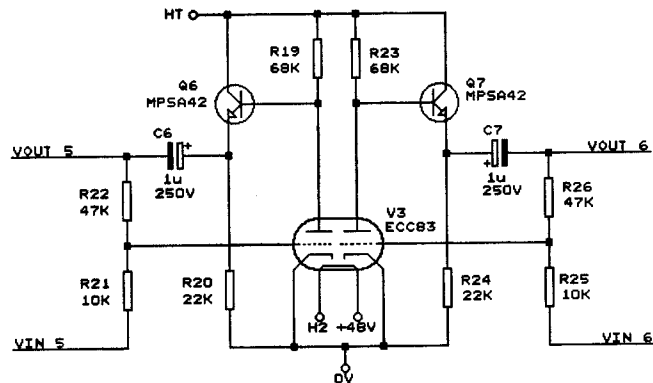 HT
R19
68K
R23
68K
Q6
MPSA42
Q7
MPSA42
C6
+
1u
250V
C7
+
1u
250V
VOUT 5
VOUT 6
R22
47K
R26
47K
V3
ECC83
R21
10K
R20
22K
R24
22K
R25
10K
H2 +48V
VIN 5
VIN 6
0V